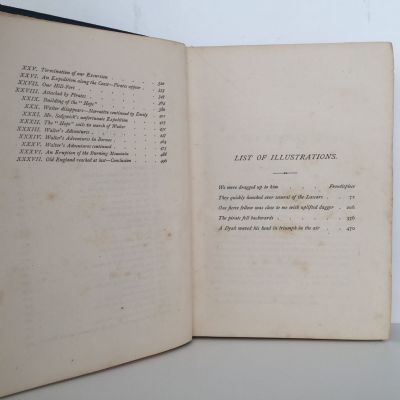 XXV. Termination of our Excursion
XXVI. An Expedition along the Coast—Pirates appear
XXVII. Our Hill-Fort
XXVIII. Attacked by Pirates
XXIX. Building of the "Hope"
XXX. Walter disappears—Narrative continued by Emily
XXXI. Mr. Sedgwick's unfortunate Expedition
XXXII. The "Hope" sails in search of Walter
XXXIII. Walter's Adventures
XXXIV. Walter's Adventures in Borneo
XXXV. Walter's Adventures continued
XXXVI. An Eruption of the Burning Mountain
XXXVII. Old England reached at last—Conclusion
LIST OF ILLUSTRATIONS.
We were dragged up to him Frontispiece
They quickly knocked over several of the Lascars 72
One fierce fellow was close to me with uplifted dagger 206
The pirate fell backwards 336
A Dyak waved his hand in triumph in the air 470